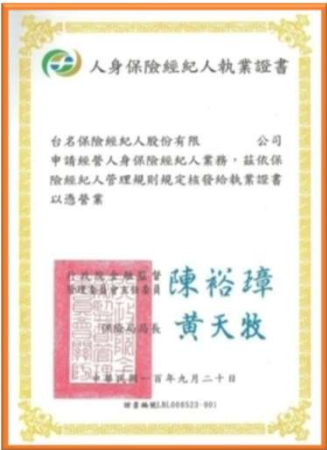 人身保險經紀人執業證書
台名保險經紀人股份有限 公司
申請經營人身保險經紀人業務，茲依保
險經紀人管理規則規定核發給執業證書
以憑營業
行政院金融監督
管理委員會主任委員 陳裕璋
保險局局長 黃天牧
中華民國一百年九月二十日